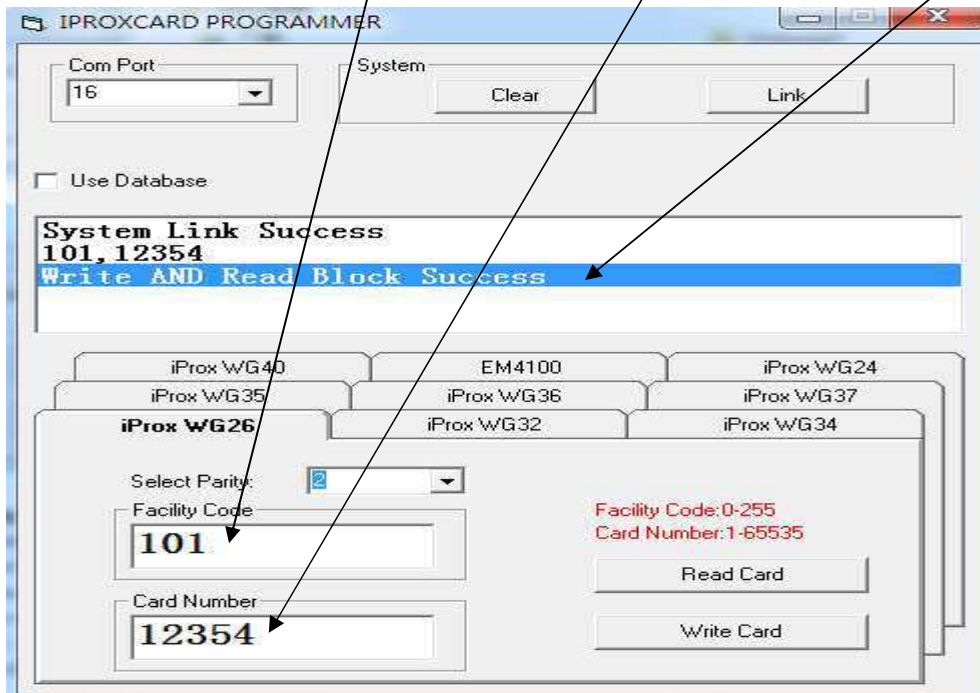 IPROXCARD PROGRAMMER
Com Port
16
System
Clear
Link
Use Database
System Link Success
101,12354
Write AND Read Block Success
iProx WG40
EM4100
iProx WG24
iProx WG35
iProx WG36
iProx WG37
iProx WG26
iProx WG32
iProx WG34
Select Parity:
2
Facility Code
101
Facility Code:0-255
Card Number:1-65535
Read Card
Card Number
12354
Write Card